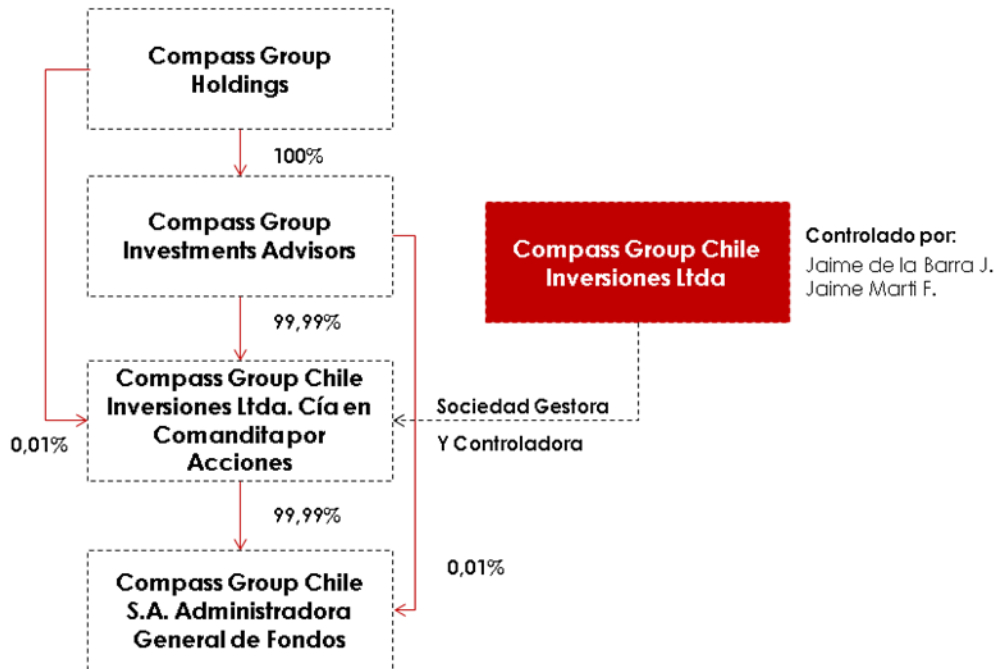 Compass Group
Holdings
100%
Compass Group
Investments Advisors
Compass Group Chile
Inversiones Ltda
Controlado por:
Jaime de la Barra J.
Jaime Marti F.
99,99%
Compass Group Chile
Inversiones Ltda. Cía en
Comandita por
Acciones
Sociedad Gestora
Y Controladora
0,01%
99,99%
0,01%
Compass Group Chile
S.A. Administradora
General de Fondos